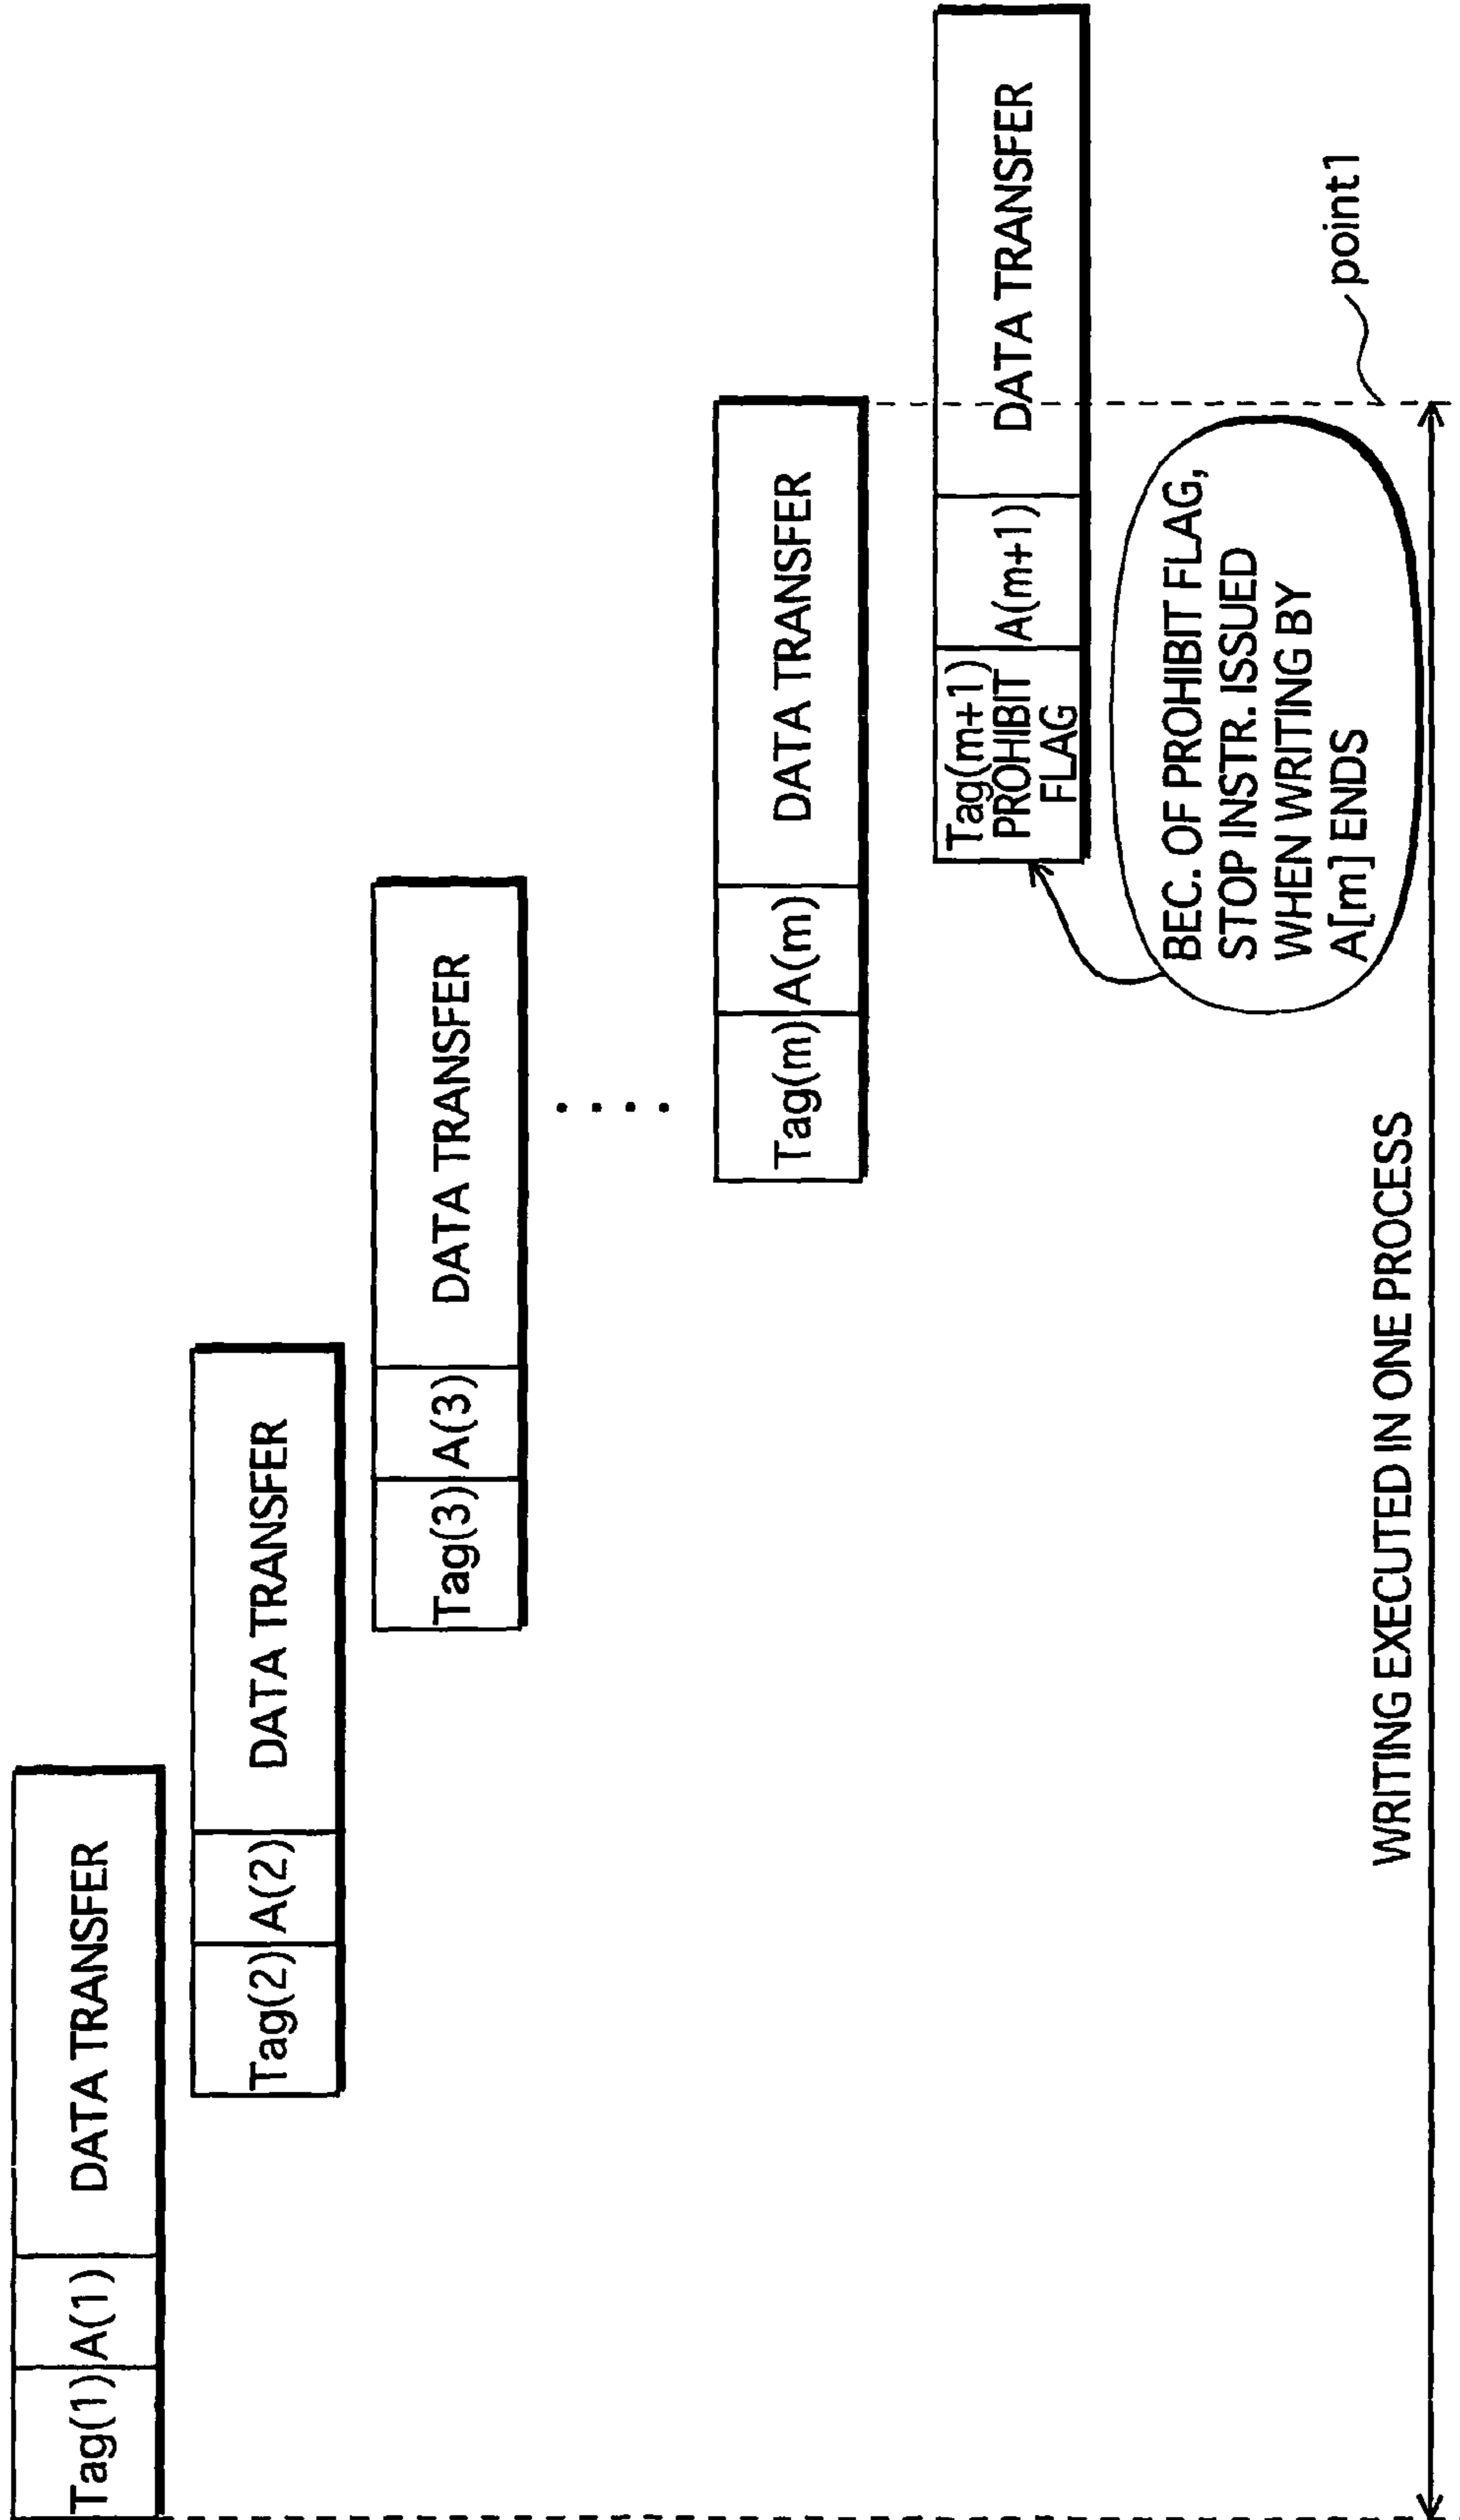 Tag(1) A(1) DATA TRANSFER
Tag(2) A(2) DATA TRANSFER
Tag(3) A(3) DATA TRANSFER
....
Tag(m) A(m) DATA TRANSFER
Tag(m+1)
PROHIBIT
FLAG
A(m+1)
DATA TRANSFER
BEC. OF PROHIBIT FLAG,
STOP INSTR. ISSUED
WHEN WRITING BY
A[m] ENDS
point1
WRITING EXECUTED IN ONE PROCESS